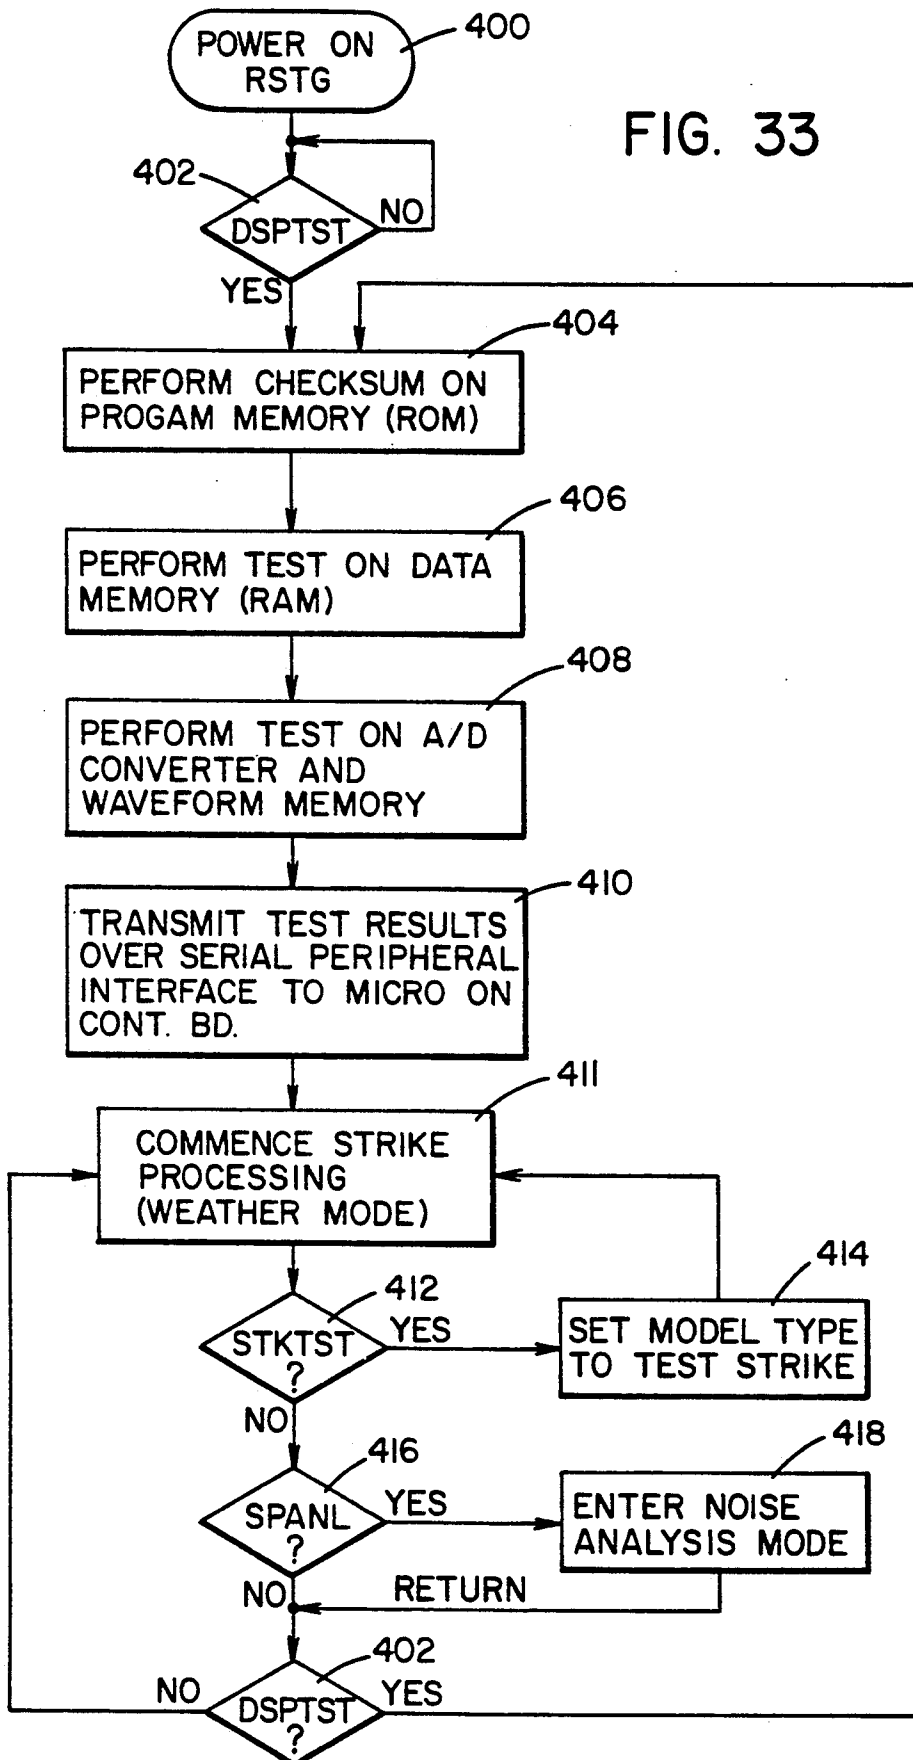 POWER ON
RSTG
400
FIG. 33
402
DSPTST
NO
YES
404
PERFORM CHECKSUM ON
PROGAM MEMORY (ROM)
406
PERFORM TEST ON DATA
MEMORY (RAM)
408
PERFORM TEST ON A/D
CONVERTER AND
WAVEFORM MEMORY
410
TRANSMIT TEST RESULTS
OVER SERIAL PERIPHERAL
INTERFACE TO MICRO ON
CONT. BD.
411
COMMENCE STRIKE
PROCESSING
(WEATHER MODE)
412
STKTST
?
YES
NO
414
SET MODEL TYPE
TO TEST STRIKE
416
SPANL
?
YES
NO
418
ENTER NOISE
ANALYSIS MODE
RETURN
402
DSPTST
?
NO
YES